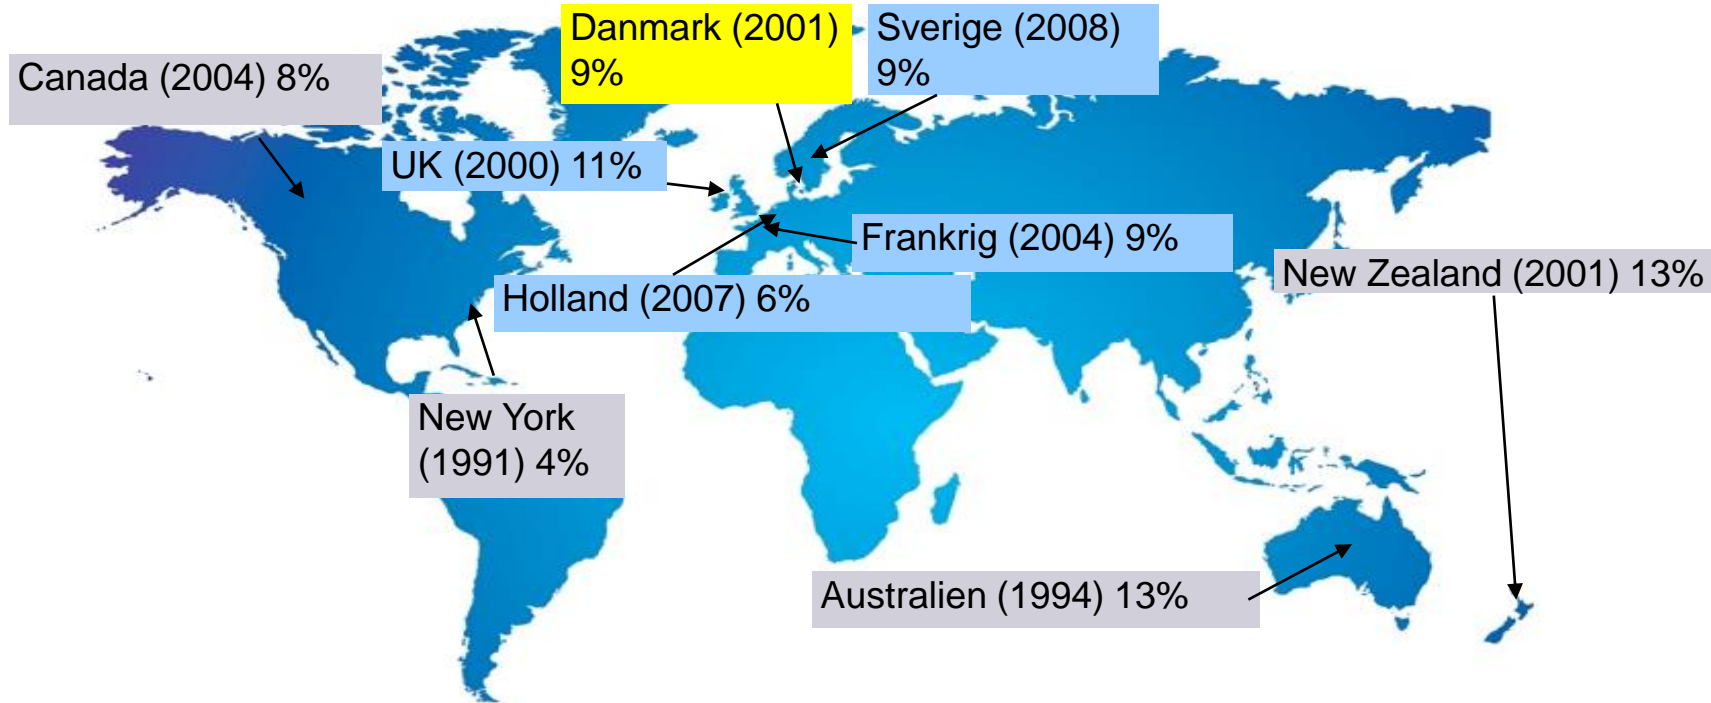 Danmark (2001)
9%
Sverige (2008)
9%
Canada (2004) 8%
UK (2000) 11%
Frankrig (2004) 9%
New Zealand (2001) 13%
Holland (2007) 6%
New York
(1991) 4%
Australien (1994) 13%